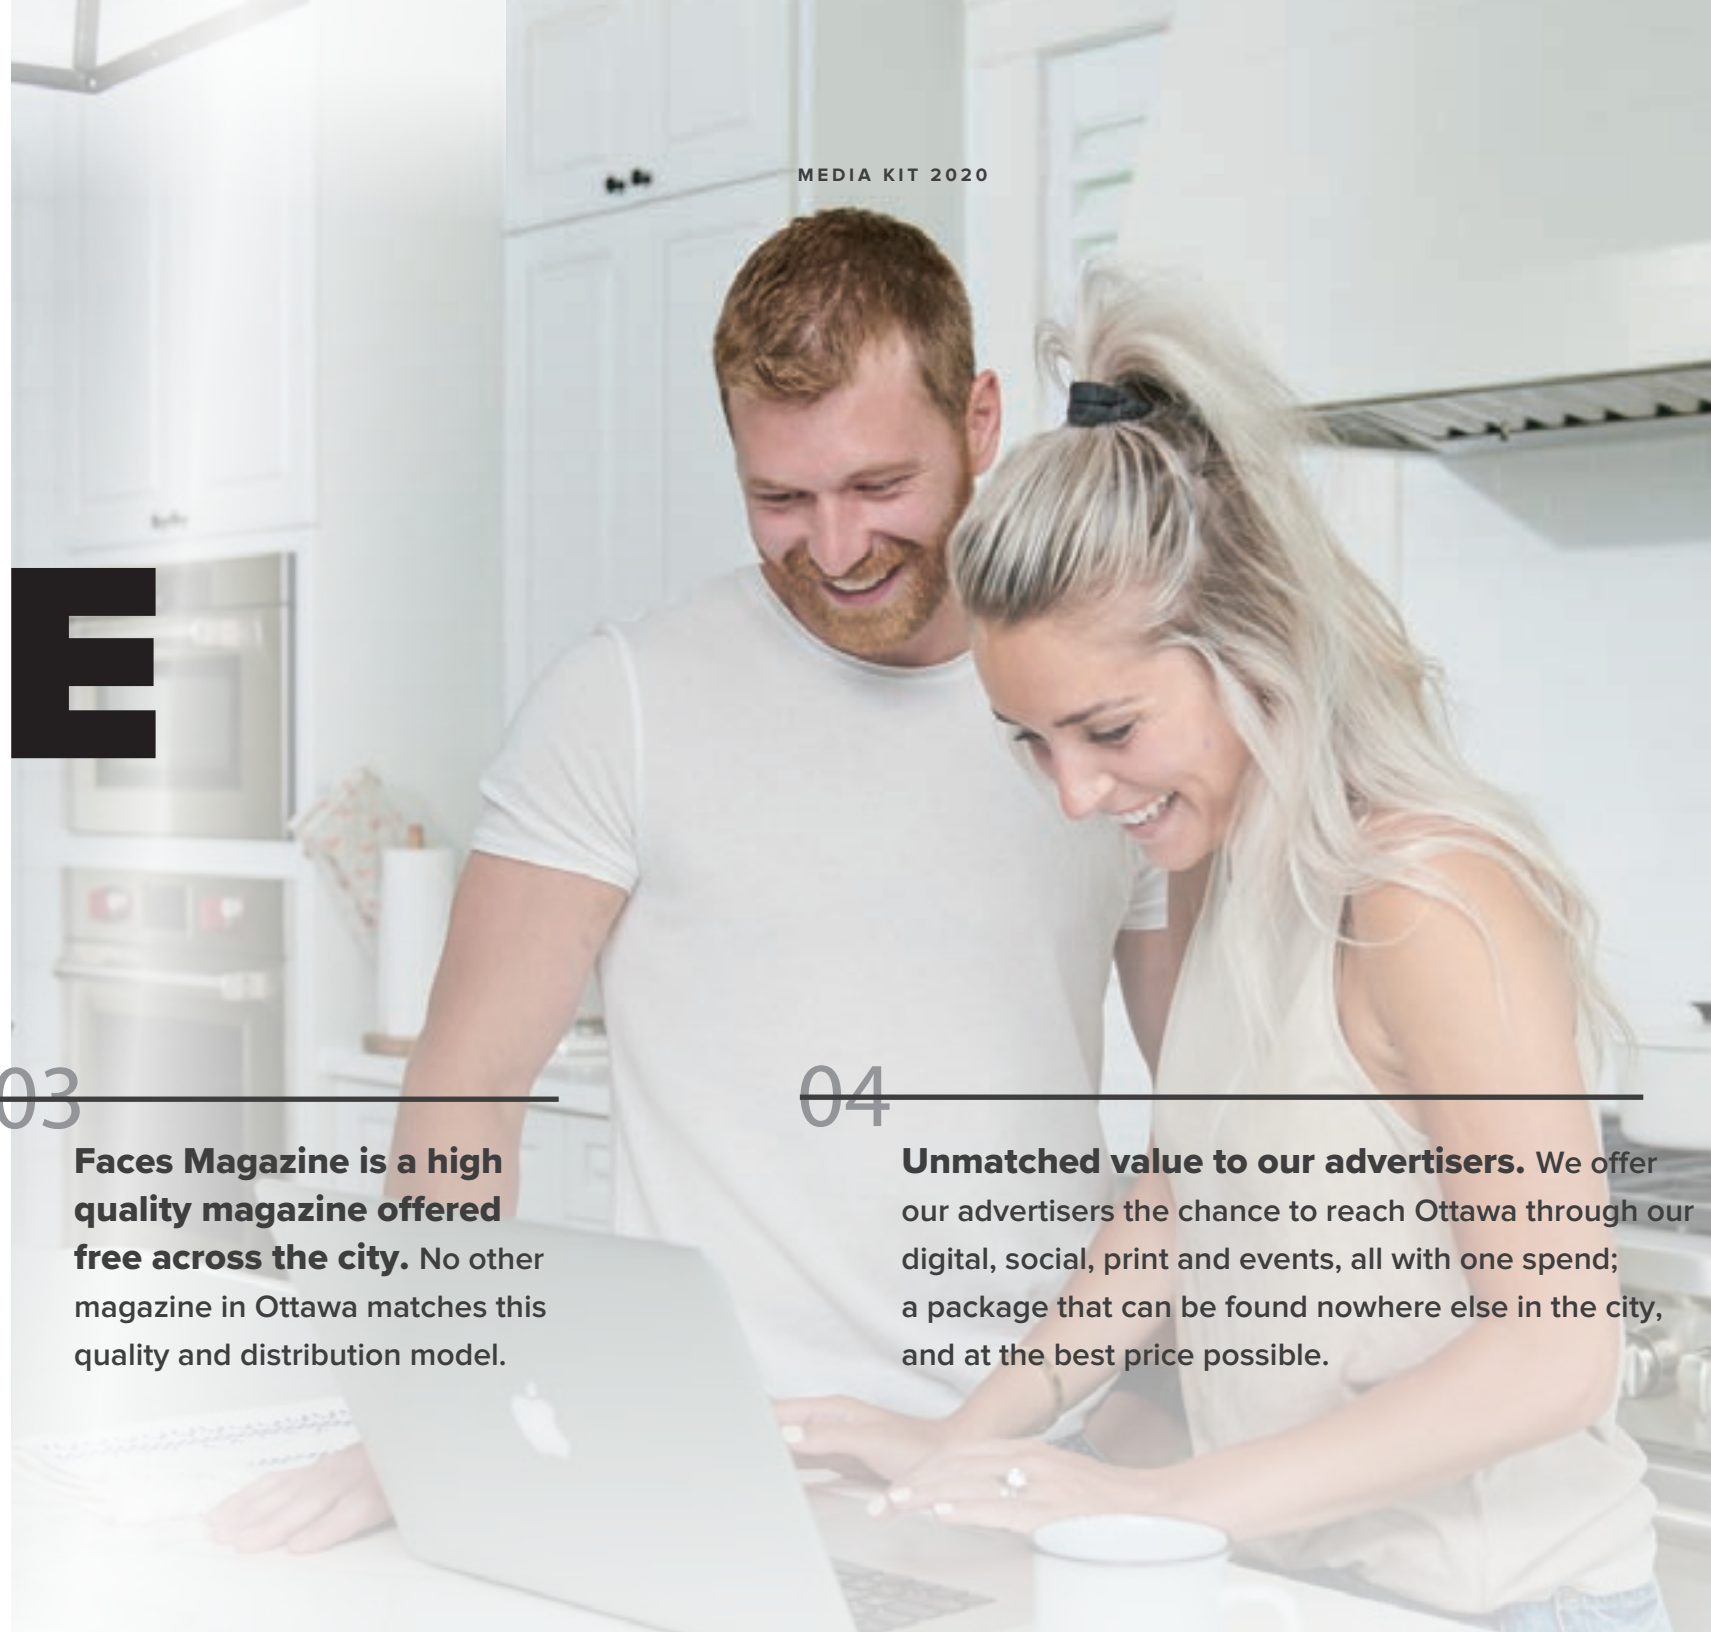 MEDIA KIT 2020
E
03
Faces Magazine is a high
quality magazine offered
free across the city. No other
magazine in Ottawa matches this
quality and distribution model.
04
Unmatched value to our advertisers. We offer
our advertisers the chance to reach Ottawa through our
digital, social, print and events, all with one spend;
a package that can be found nowhere else in the city,
and at the best price possible.